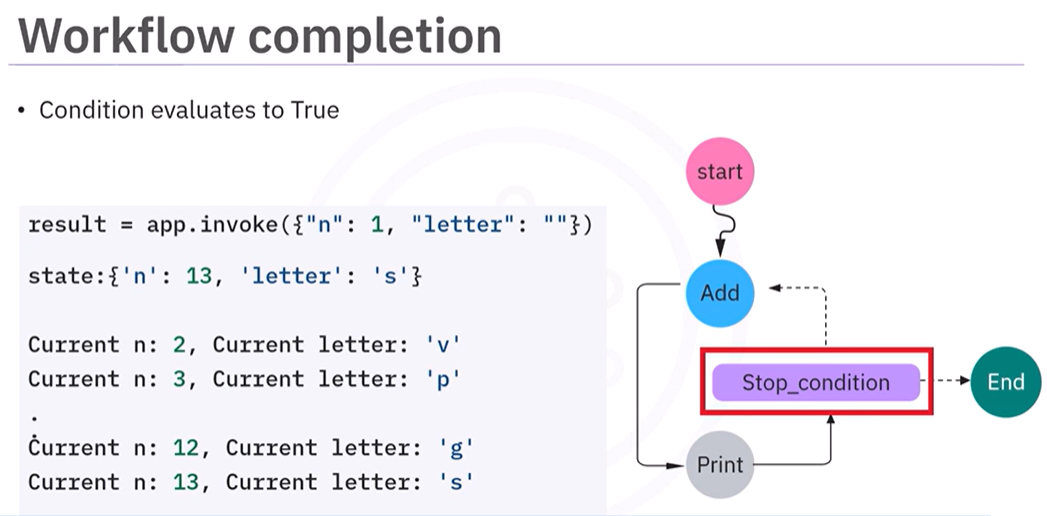 Workflow completion
• Condition evaluates to True
result = app.invoke({"n": 1, "letter": ""})
state:{'n': 13, 'letter': 's'}
Current n: 2, Current letter: 'v'
Current n: 3, Current letter: 'p'
.
.
Current n: 12, Current letter: 'g'
Current n: 13, Current letter: 's'
start
Add
Stop_condition
End
Print